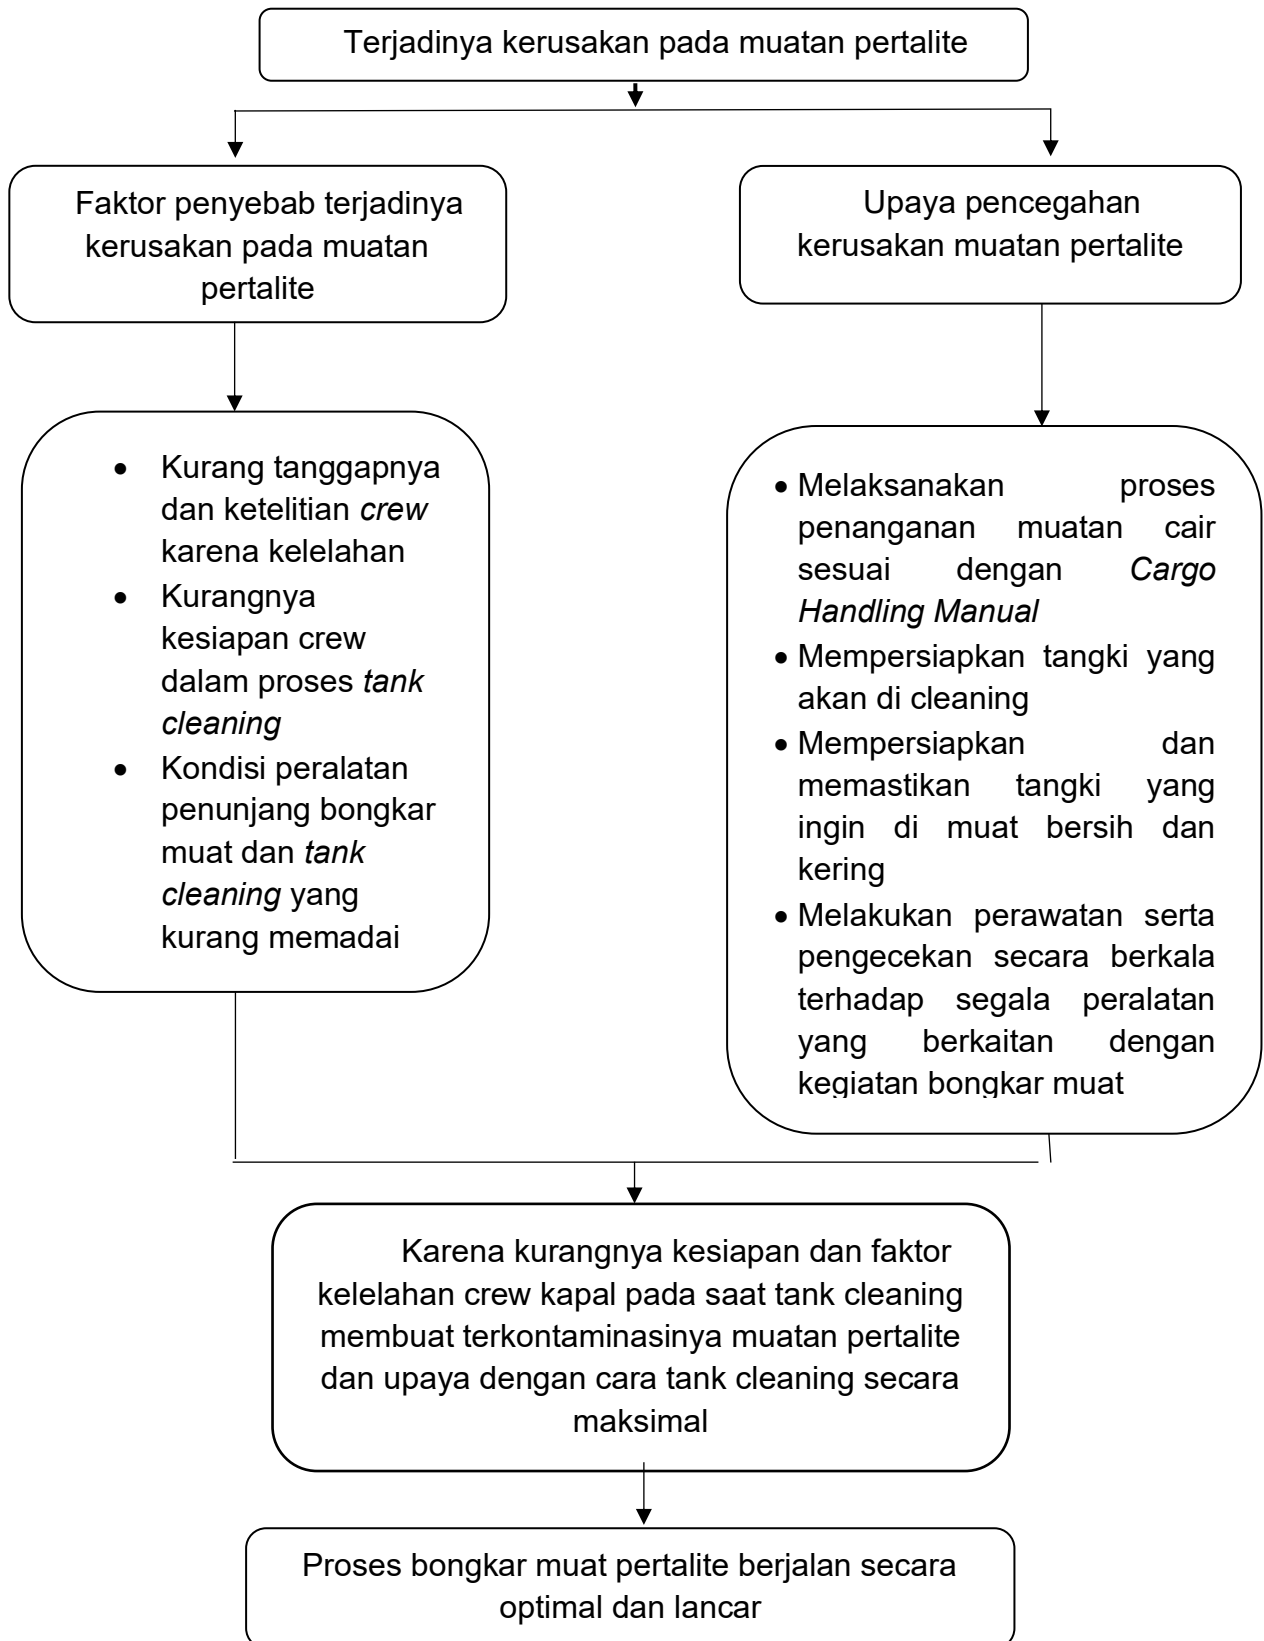 Terjadinya kerusakan pada muatan pertalite
Faktor penyebab terjadinya
kerusakan pada muatan
pertalite
Upaya pencegahan
kerusakan muatan pertalite
• Kurang tanggapnya
dan ketelitian crew
karena kelelahan
• Kurangnya
kesiapan crew
dalam proses tank
cleaning
• Kondisi peralatan
penunjang bongkar
muat dan tank
cleaning yang
kurang memadai
• Melaksanakan proses
penanganan muatan cair
sesuai dengan Cargo
Handling Manual
• Mempersiapkan tangki yang
akan di cleaning
• Mempersiapkan dan
memastikan tangki yang
ingin di muat bersih dan
kering
• Melakukan perawatan serta
pengecekan secara berkala
terhadap segala peralatan
yang berkaitan dengan
kegiatan bongkar muat
Karena kurangnya kesiapan dan faktor
kelelahan crew kapal pada saat tank cleaning
membuat terkontaminasinya muatan pertalite
dan upaya dengan cara tank cleaning secara
maksimal
Proses bongkar muat pertalite berjalan secara
optimal dan lancar